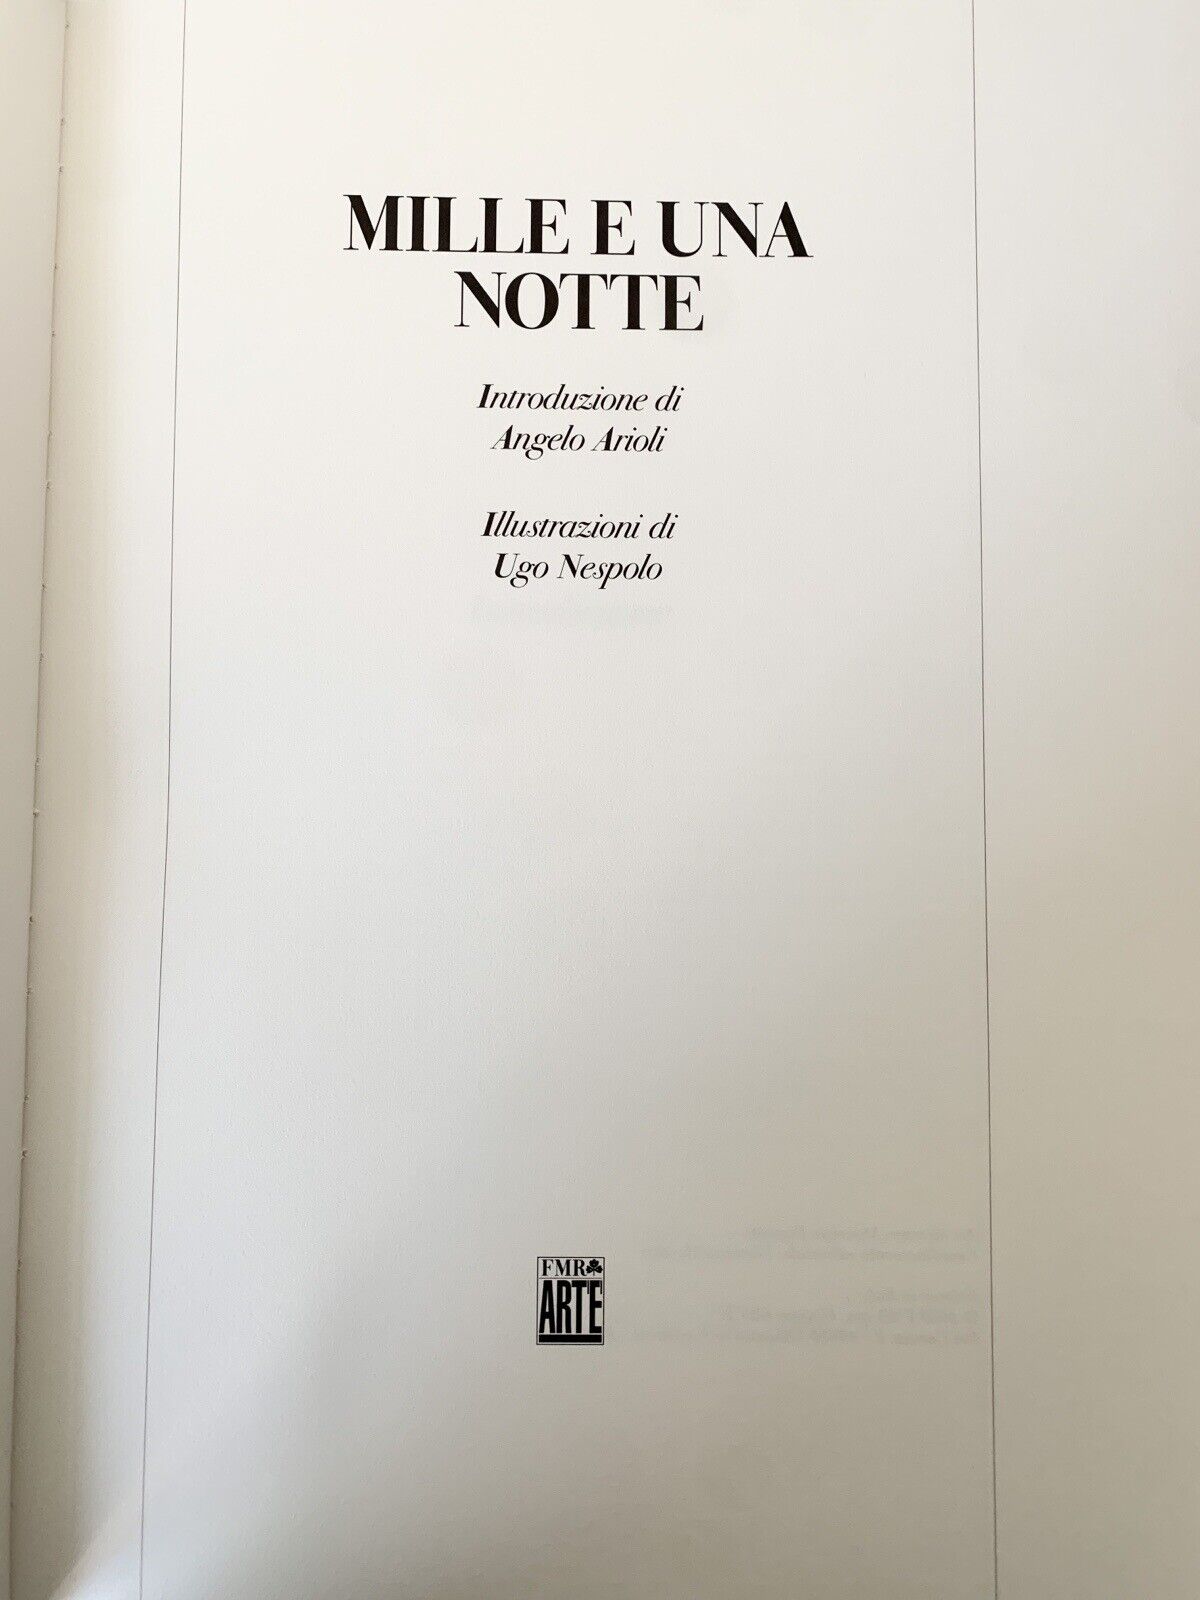 MILLE E UNA
NOTTE
Introduzione di
Angelo Arioli
Illustrazioni di
Ugo Nespolo
FMR
ARTE